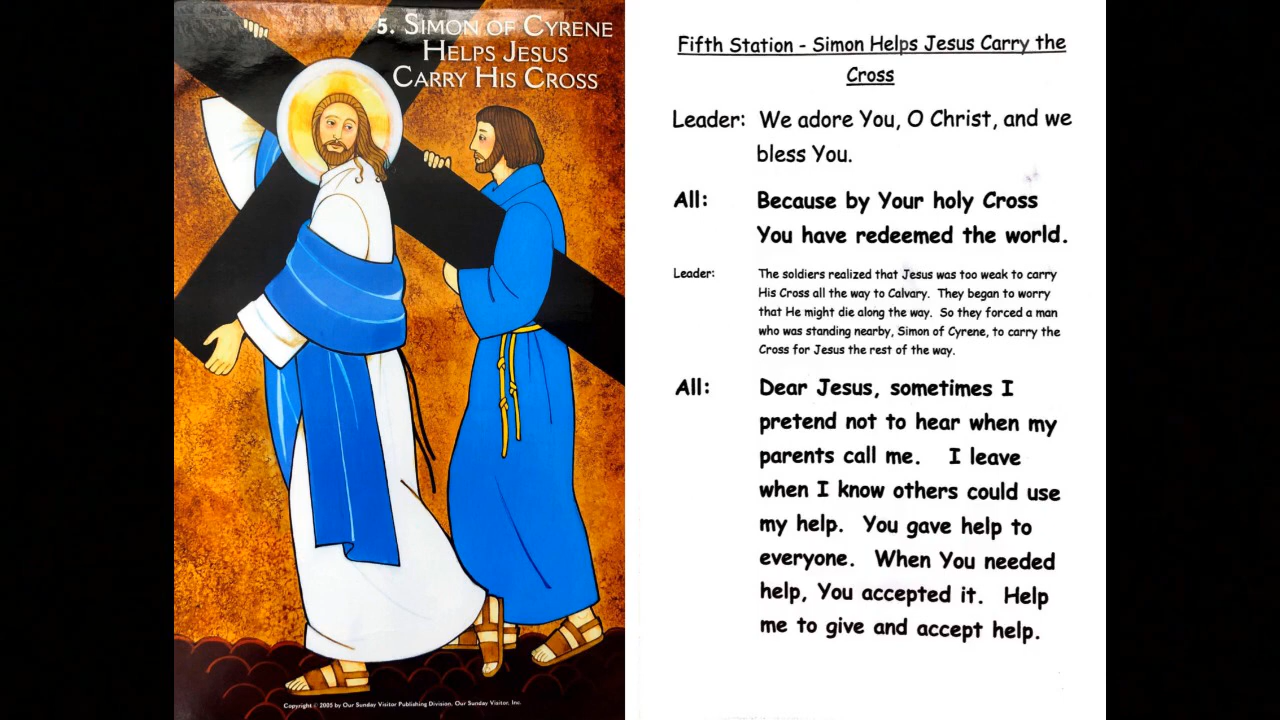 5. Simon of Cyrene
Helps Jesus
Carry His Cross
Copyright © 2005 by Our Sunday Visitor Publishing Division, Our Sunday Visitor, Inc.
Fifth Station - Simon Helps Jesus Carry the
Cross
Leader: We adore You, O Christ, and we
bless You.
All: Because by Your holy Cross
You have redeemed the world.
Leader: The soldiers realized that Jesus was too weak to carry
His Cross all the way to Calvary. They began to worry
that He might die along the way. So they forced a man
who was standing nearby, Simon of Cyrene, to carry the
Cross for Jesus the rest of the way.
All: Dear Jesus, sometimes I
pretend not to hear when my
parents call me. I leave
when I know others could use
my help. You gave help to
everyone. When You needed
help, You accepted it. Help
me to give and accept help.